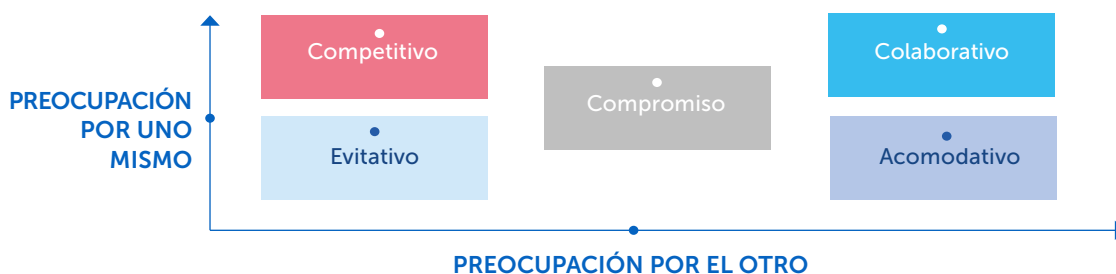 Competitivo
Colaborativo
Compromiso
PREOCUPACIÓN
POR UNO
MISMO
Evitativo
Acomodativo
PREOCUPACIÓN POR EL OTRO